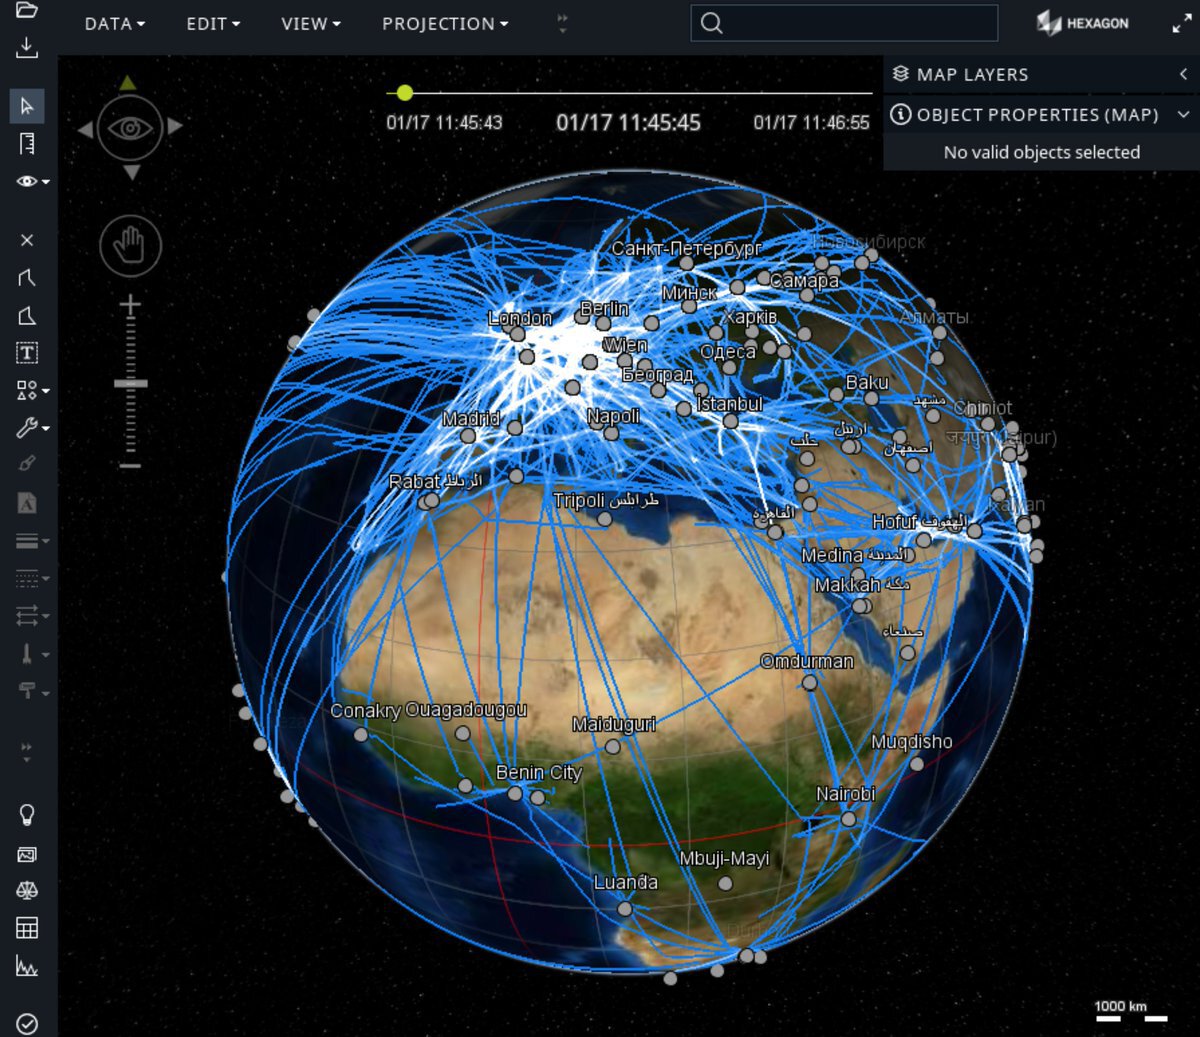 DATA EDIT VIEW PROJECTION
HEXAGON
MAP LAYERS
OBJECT PROPERTIES (MAP)
No valid objects selected
01/17 11:45:43 01/17 11:45:45 01/17 11:46:55
Санкт-Петербург
Новосибирск
Самара
Минск
Berlin
London
Харків
Алматы
Wien
Одеса
Београд
Baku
İstanbul
مشهد
Chiniot
Madrid
Napoli
اربيل
حلب
اصفهان
जयपुर (Jaipur)
Rabat الرباط
Tripoli طرابلس
Kalyan
القاهرة
Hofuf الهفوف
Medina المدينة
Makkah مكة
صنعاء
Omdurman
Conakry
Ouagadougou
Maiduguri
Muqdisho
Benin City
Nairobi
Mbuji-Mayi
Luanda
1000 km